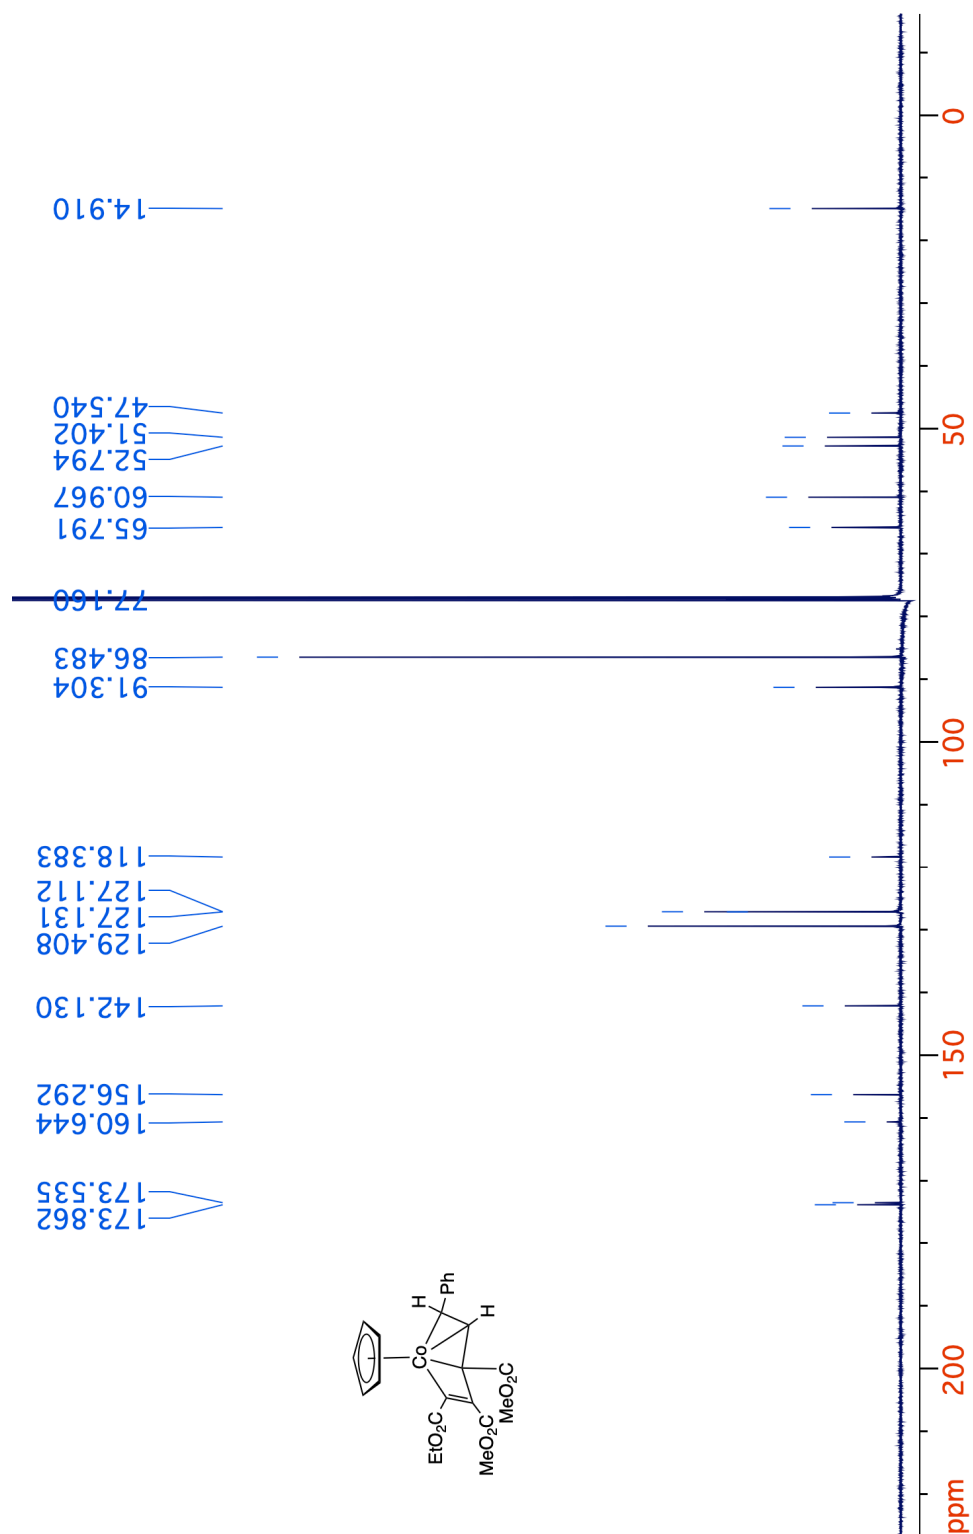 14.910
47.540
51.402
52.794
60.967
65.791
77.160
86.483
91.304
118.383
127.112
127.131
129.408
142.130
156.292
160.644
173.535
173.862
0
50
100
150
200
ppm
H
Ph
Co
H
EtO₂C
MeO₂C
MeO₂C